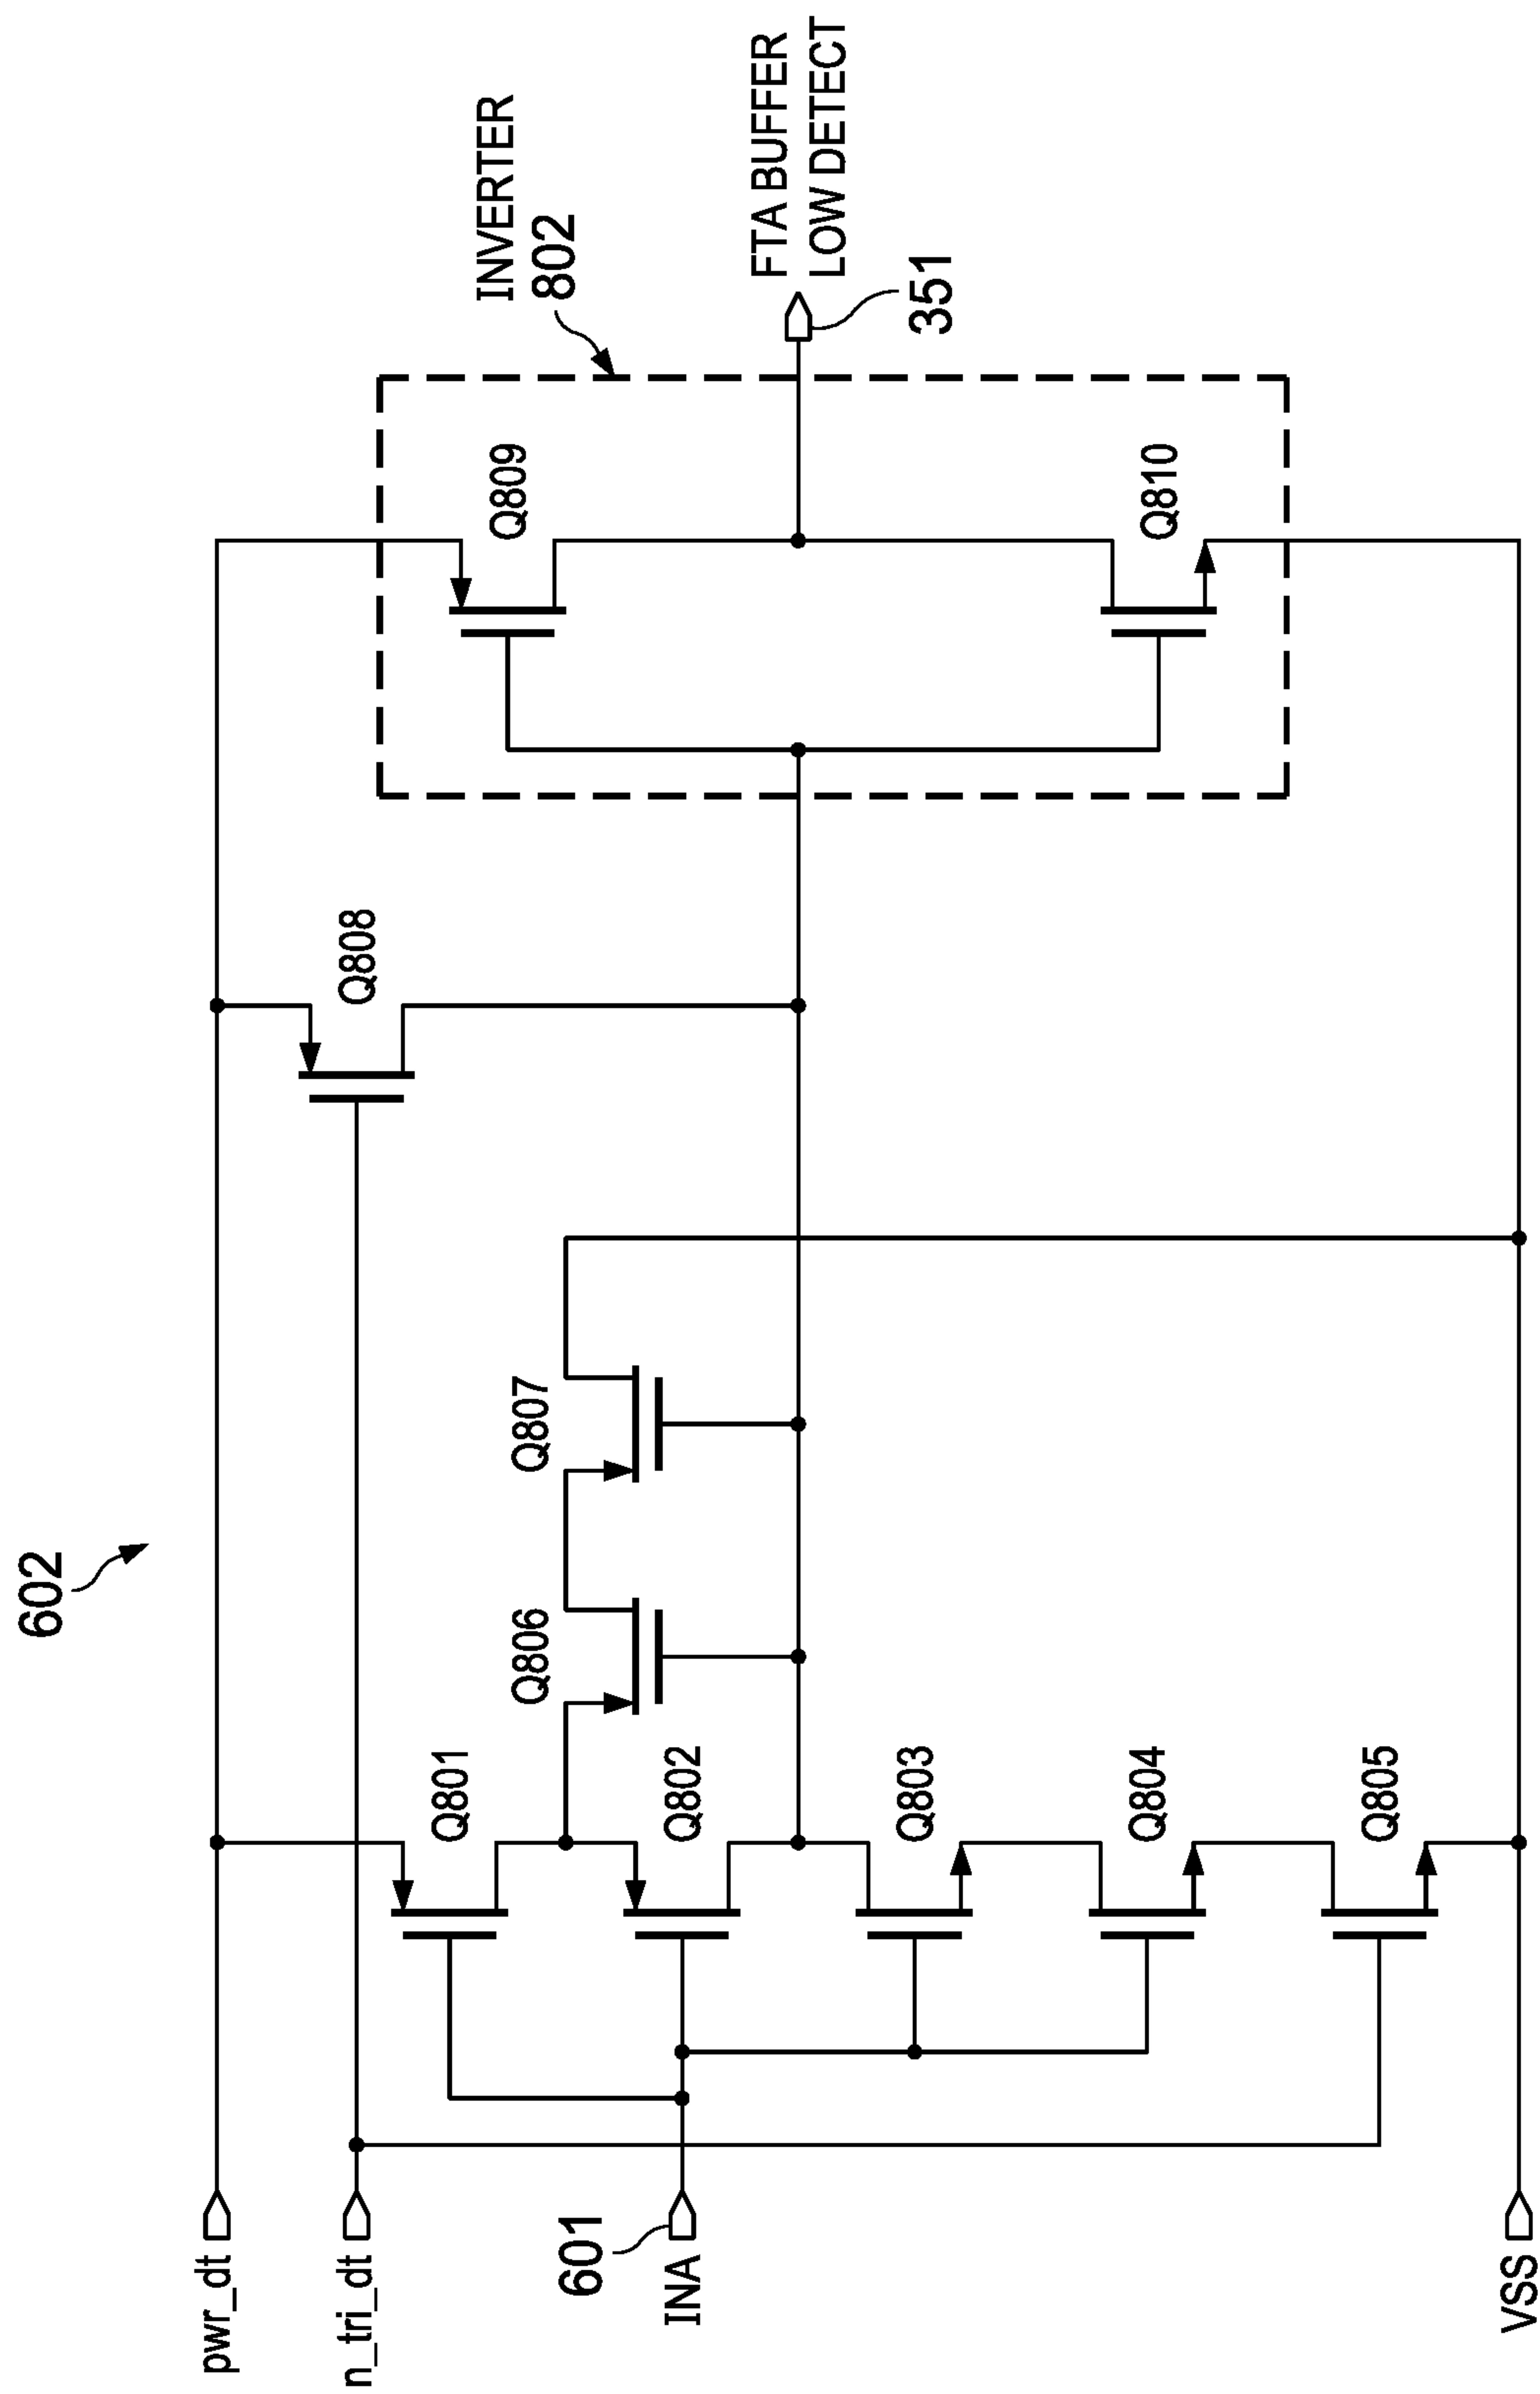 602
pwr_dt
n_tri_dt
601
INA
VSS
Q801
Q802
Q803
Q804
Q805
Q806
Q807
Q808
Q809
Q810
INVERTER
802
FTA BUFFER
LOW DETECT
351